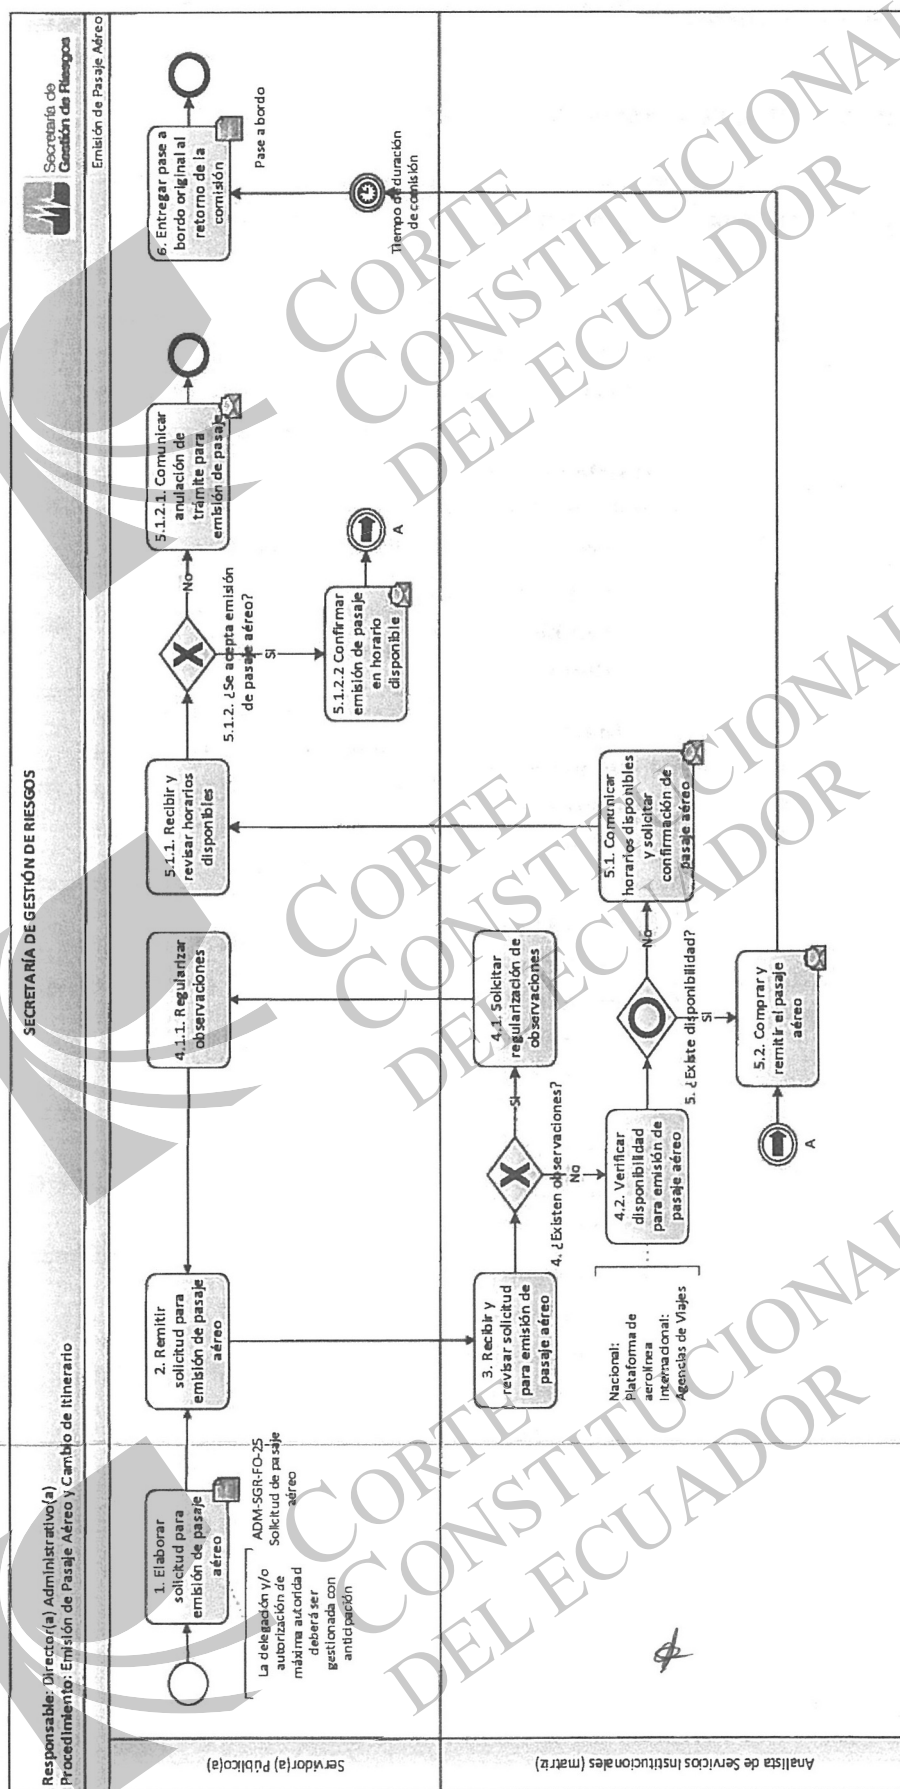 SECRETARÍA DE GESTIÓN DE RIESGOS
Responsable: Director(a) Administrativo(a)
Procedimiento: Emisión de Pasaje Aéreo y Cambio de Itinerario
Secretaría de
Gestión de Riesgos
Emisión de Pasaje Aéreo
Servidor (a) Público(a)
1. Elaborar
solicitud para
emisión de pasaje
aéreo
ADM-SGR-FO-25
Solicitud de pasaje
aéreo
La delegación y/o
autorización de
máxima autoridad
deberá ser
gestionada con
anticipación
2. Remitir
solicitud para
emisión de pasaje
aéreo
4.1.1. Regularizar
observaciones
5.1.1. Recibir y
revisar horarios
disponibles
5.1.2. ¿Se acepta emisión
de pasaje aéreo?
No
SI
5.1.2.1. Comunicar
anulación de
trámite para
emisión de pasaje
5.1.2.2 Confirmar
emisión de pasaje
en horario
disponible
A
6. Entregar pase a
bordo original al
retorno de la
comisión
Pase a bordo
Tiempo de duración
de comisión
Analista de Servicios Institucionales (matriz)
3. Recibir y
revisar solicitud
para emisión de
pasaje aéreo
4. ¿Existen observaciones?
SI
No
4.1. Solicitar
regularización de
observaciones
4.2. Verificar
disponibilidad
para emisión de
pasaje aéreo
Nacional:
Plataforma de
aerolínea
Internacional:
Agencias de Viajes
5. ¿Existe disponibilidad?
No
SI
5.1. Comunicar
horarios disponibles
y solicitar
confirmación de
pasaje aéreo
5.2. Comprar y
remitir el pasaje
aéreo
A
CORTE
CONSTITUCIONAL
DEL ECUADOR
CORTE
CONSTITUCIONAL
DEL ECUADOR
CORTE
CONSTITUCIONAL
DEL ECUADOR